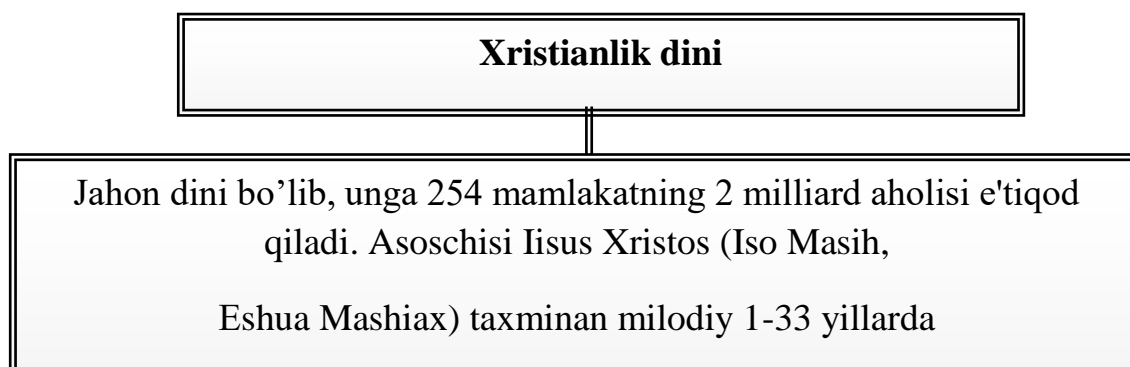 Xristianlik dini
Jahon dini bo’lib, unga 254 mamlakatning 2 milliard aholisi e'tiqod
qiladi. Asoschisi Iisus Xristos (Iso Masih,
Eshua Mashiax) taxminan milodiy 1-33 yillarda